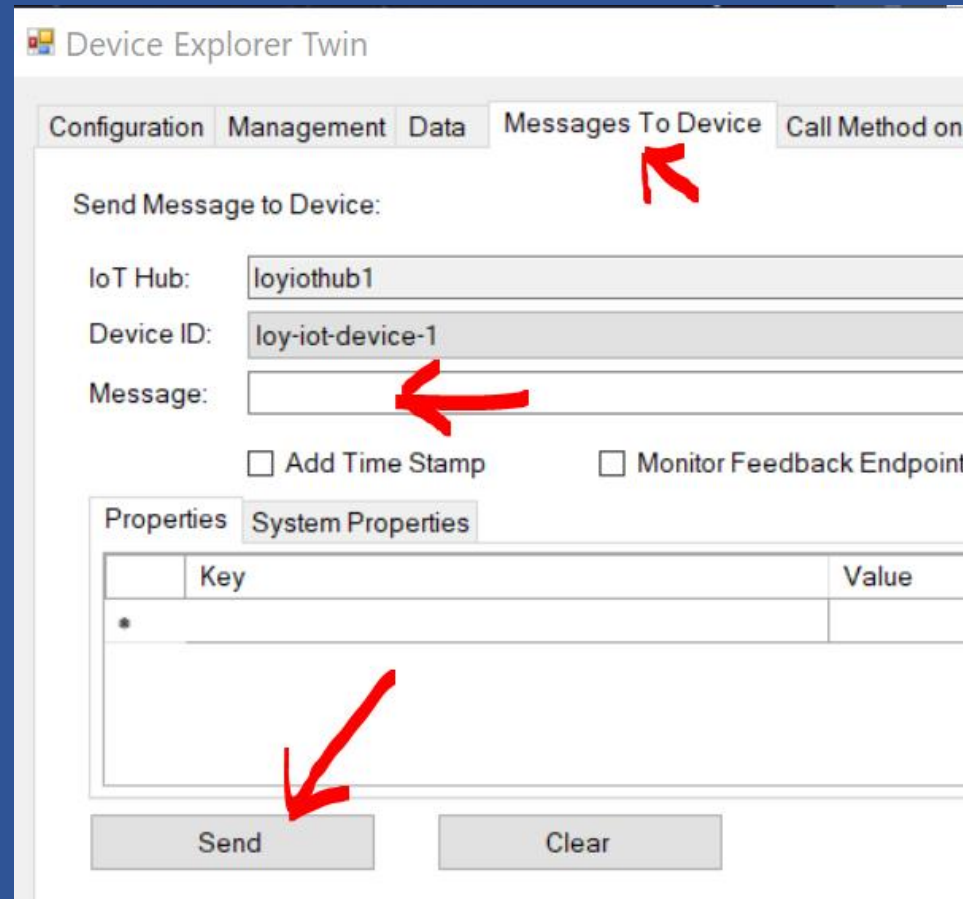 Device Explorer Twin
Configuration Management Data Messages To Device Call Method on
Send Message to Device:
IoT Hub: loyiothub1
Device ID: loy-iot-device-1
Message:
Add Time Stamp Monitor Feedback Endpoint
Properties System Properties
Key Value
*
Send Clear